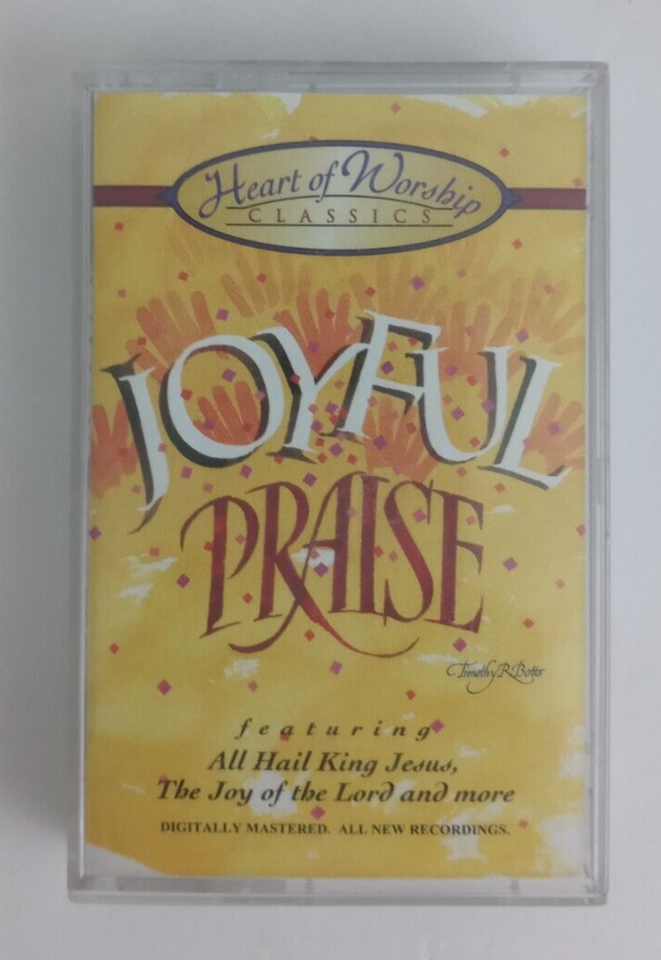 Heart of Worship
CLASSICS
JOYFUL
PRAISE
Timothy R Botts
featuring
All Hail King Jesus,
The Joy of the Lord and more
DIGITALLY MASTERED. ALL NEW RECORDINGS.